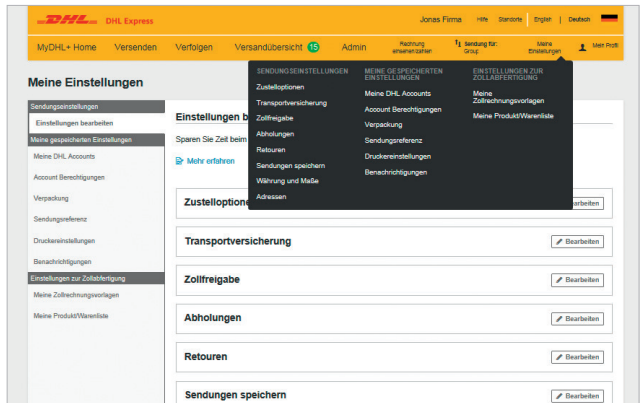 DHL DHL Express
Jonas Firma Hilfe Standorte English | Deutsch
MyDHL+ Home Versenden Verfolgen Versandübersicht 15 Admin Rechnung einsehen/zahlen Sendung für: Group Meine Einstellungen Mein Profil
Meine Einstellungen
Sendungseinstellungen
Einstellungen bearbeiten
Meine gespeicherten Einstellungen
Meine DHL Accounts
Account Berechtigungen
Verpackung
Sendungsreferenz
Druckereinstellungen
Benachrichtigungen
Einstellungen zur Zollabfertigung
Meine Zollrechnungsvorlagen
Meine Produkt/Warenliste
SENDUNGSEINSTELLUNGEN
Zustelloptionen
Transportversicherung
Zollfreigabe
Abholungen
Retouren
Sendungen speichern
Währung und Maße
Adressen
MEINE GESPEICHERTEN
EINSTELLUNGEN
Meine DHL Accounts
Account Berechtigungen
Verpackung
Sendungsreferenz
Druckereinstellungen
Benachrichtigungen
EINSTELLUNGEN ZUR
ZOLLABFERTIGUNG
Meine
Zollrechnungsvorlagen
Meine Produkt/Warenliste
Einstellungen b
Sparen Sie Zeit beim
Mehr erfahren
Zustelloptione arbeiten
Transportversicherung Bearbeiten
Zollfreigabe Bearbeiten
Abholungen Bearbeiten
Retouren Bearbeiten
Sendungen speichern Bearbeiten